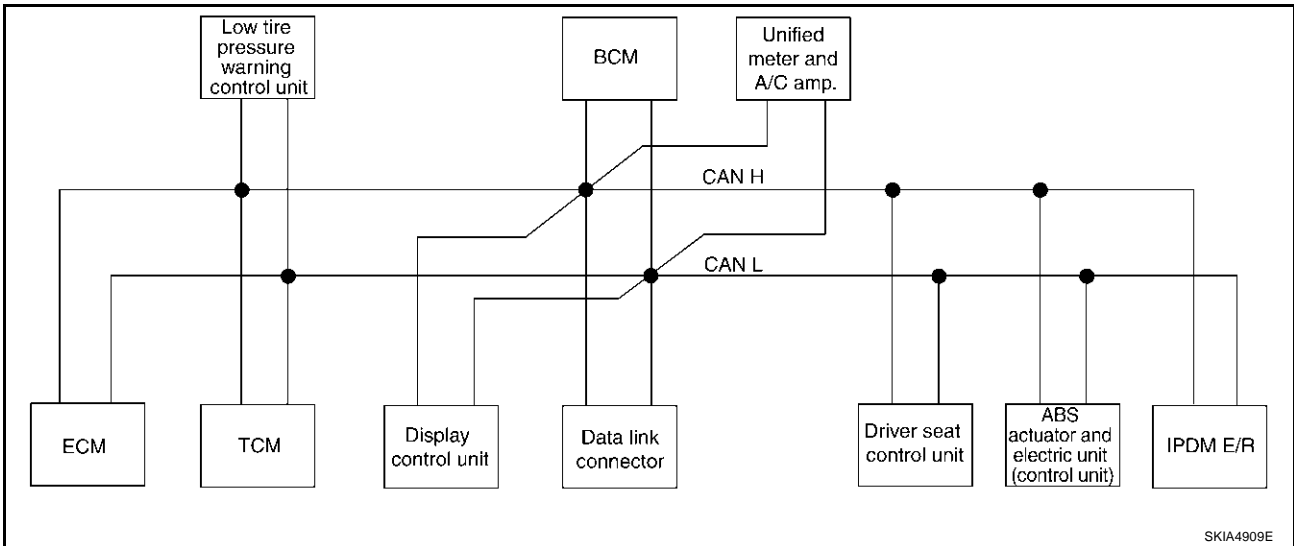 Low tire
pressure
warning
control unit
BCM
Unified
meter and
A/C amp.
CAN H
CAN L
ECM
TCM
Display
control unit
Data link
connector
Driver seat
control unit
ABS
actuator and
electric unit
(control unit)
IPDM E/R
SKIA4909E